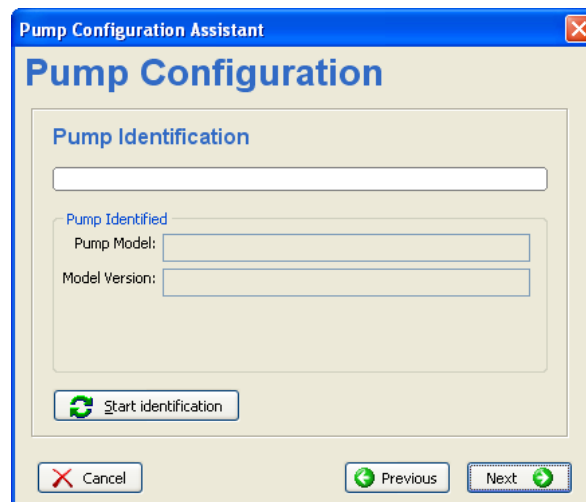 Pump Configuration Assistant
Pump Configuration
Pump Identification
Pump Identified
Pump Model:
Model Version:
Start identification
Cancel
Previous
Next